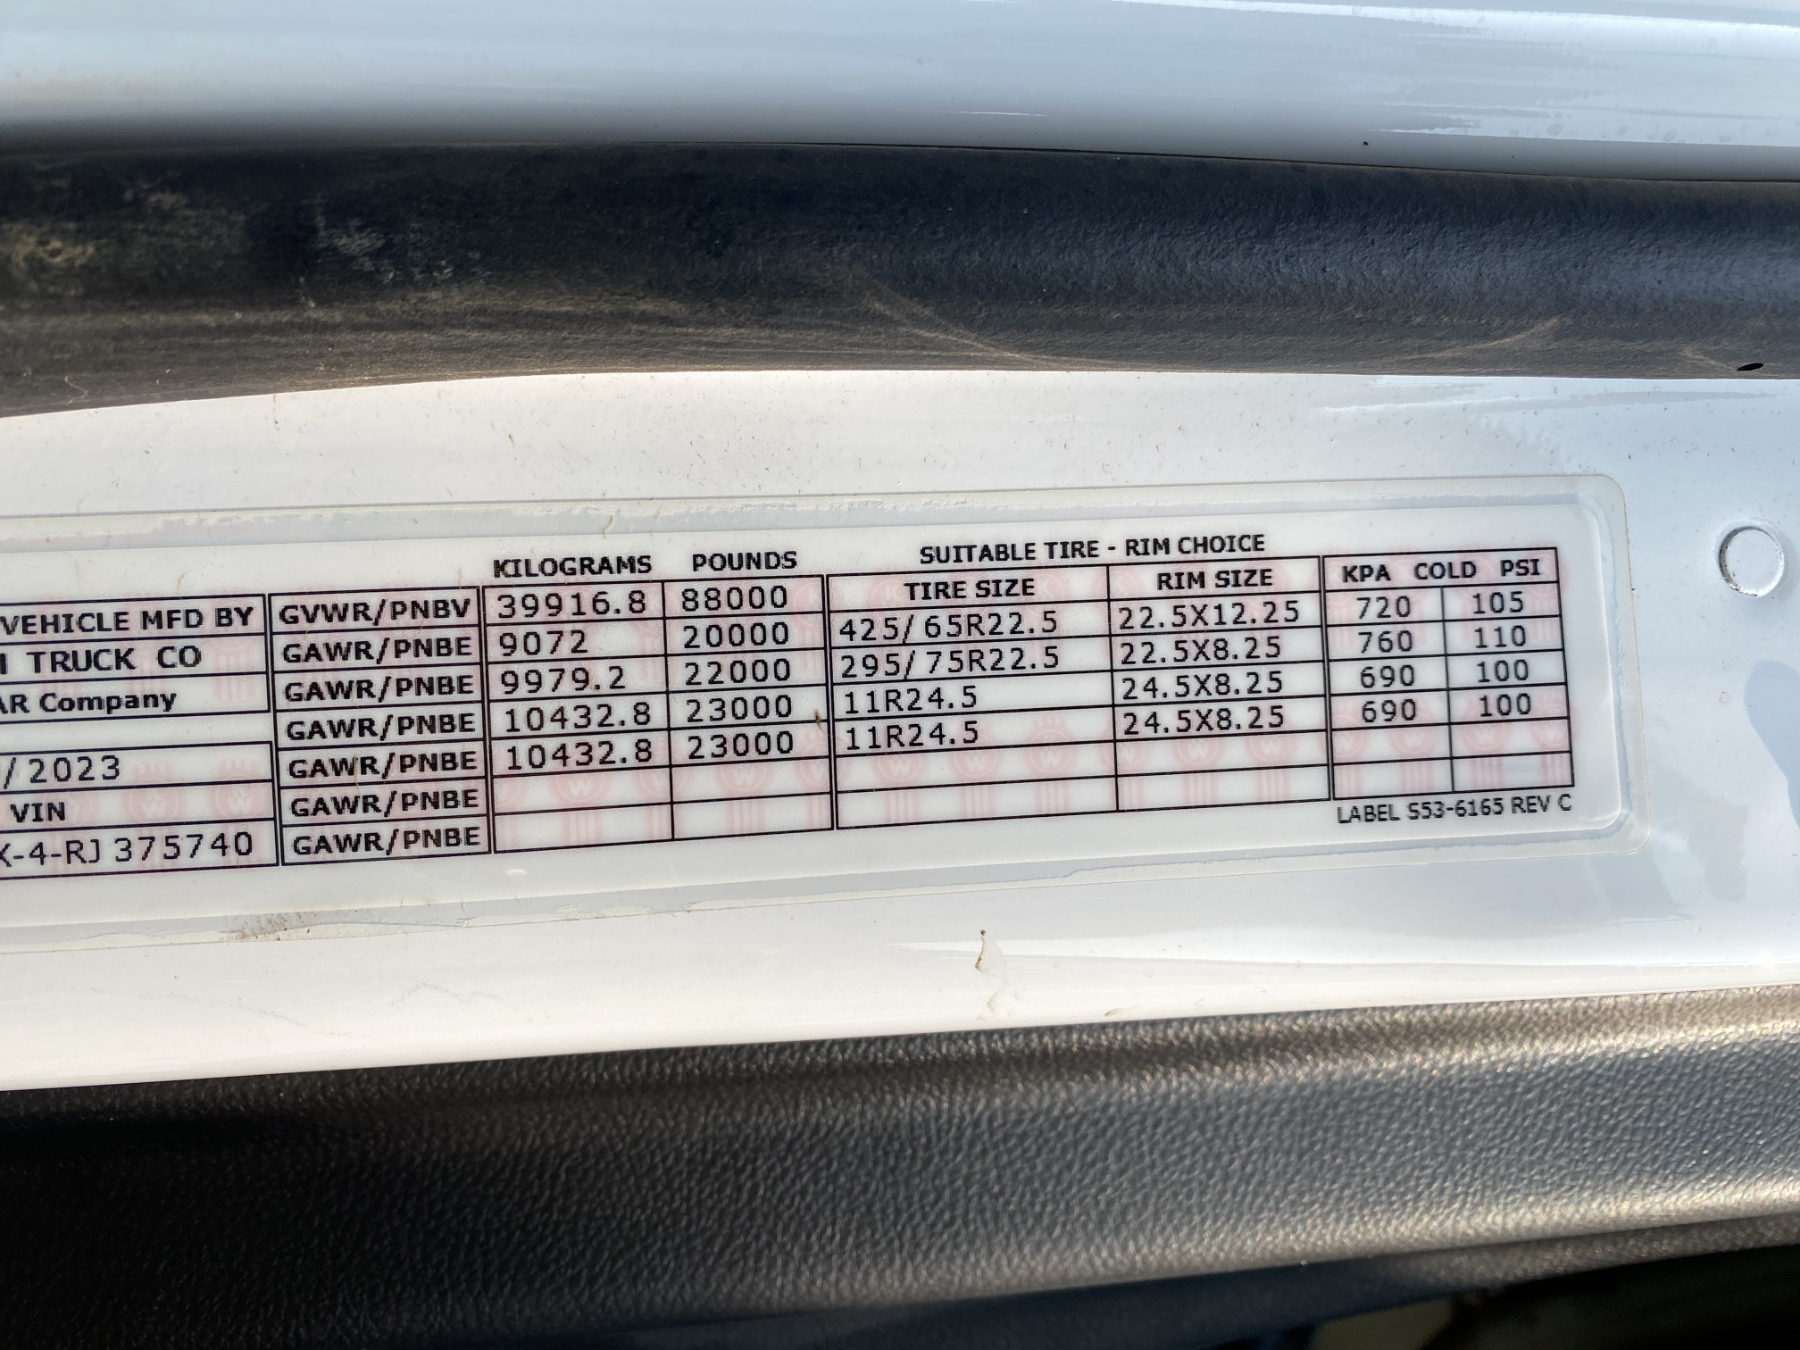 KILOGRAMS POUNDS SUITABLE TIRE - RIM CHOICE
TIRE SIZE RIM SIZE KPA COLD PSI
VEHICLE MFD BY GVWR/PNBV 39916.8 88000
TRUCK CO GAWR/PNBE 9072 20000 425/65R22.5 22.5X12.25 720 105
AR Company GAWR/PNBE 9979.2 22000 295/75R22.5 22.5X8.25 760 110
GAWR/PNBE 10432.8 23000 11R24.5 24.5X8.25 690 100
/2023 GAWR/PNBE 10432.8 23000 11R24.5 24.5X8.25 690 100
VIN GAWR/PNBE
X-4-RJ375740 GAWR/PNBE
LABEL S53-6165 REV C